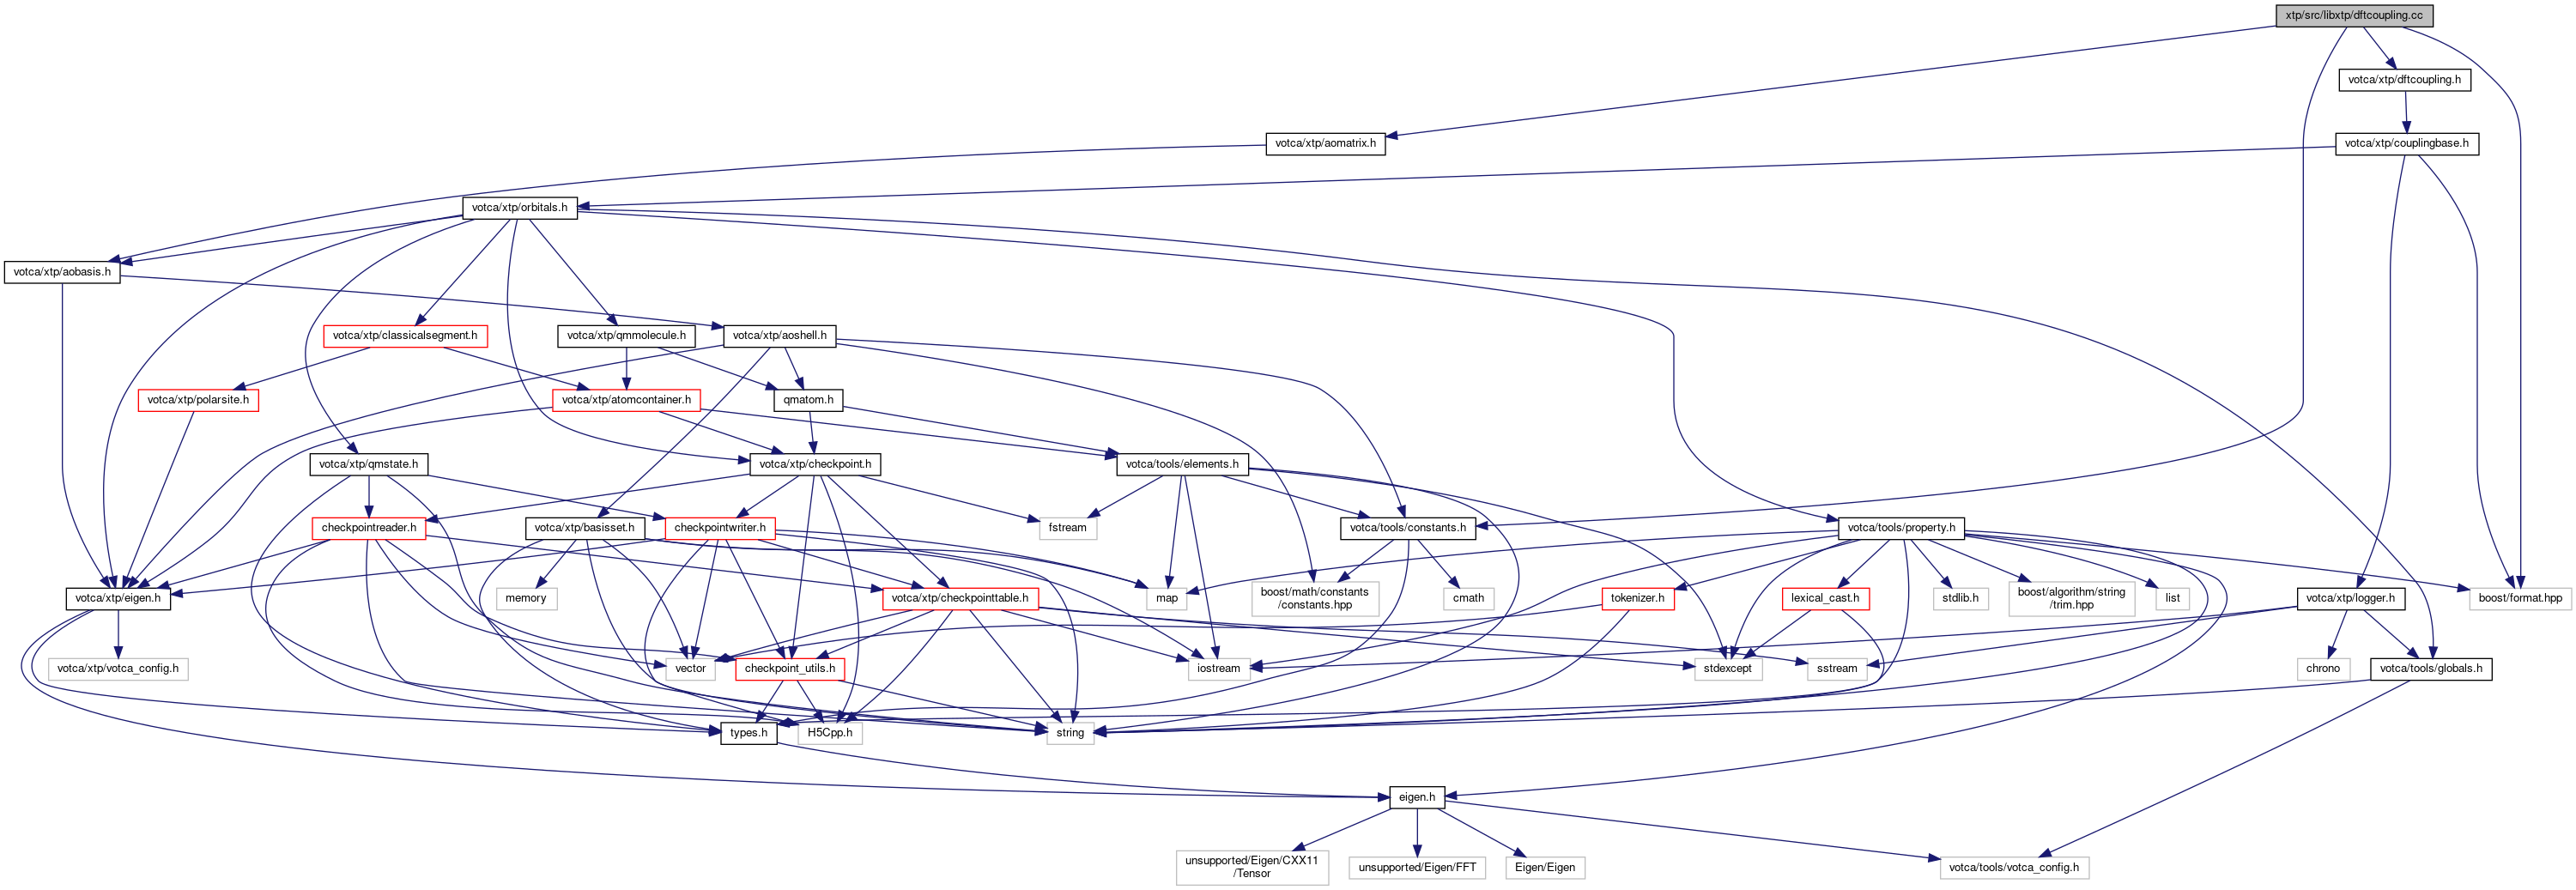 xtp/src/libxtp/dftcoupling.cc
votca/xtp/dftcoupling.h
votca/xtp/aomatrix.h
votca/xtp/couplingbase.h
votca/xtp/orbitals.h
votca/xtp/aobasis.h
votca/xtp/classicalsegment.h
votca/xtp/qmmolecule.h
votca/xtp/aoshell.h
votca/xtp/polarsite.h
votca/xtp/atomcontainer.h
qmatom.h
votca/xtp/qmstate.h
votca/xtp/checkpoint.h
votca/tools/elements.h
checkpointreader.h
votca/xtp/basisset.h
checkpointwriter.h
fstream
votca/tools/constants.h
votca/tools/property.h
votca/xtp/eigen.h
memory
votca/xtp/checkpointtable.h
map
boost/math/constants
/constants.hpp
cmath
tokenizer.h
lexical_cast.h
stdlib.h
boost/algorithm/string
/trim.hpp
list
votca/xtp/logger.h
boost/format.hpp
votca/xtp/votca_config.h
vector
checkpoint_utils.h
iostream
stdexcept
sstream
chrono
votca/tools/globals.h
types.h
H5Cpp.h
string
eigen.h
unsupported/Eigen/CXX11
/Tensor
unsupported/Eigen/FFT
Eigen/Eigen
votca/tools/votca_config.h